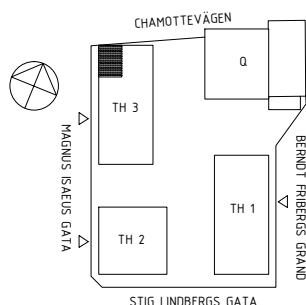 CHAMOTTEVÄGEN
Q
TH 3
MAGNUS ISAEUS GATA
BERNDT FRIBERGS GRÄND
TH 1
TH 2
STIG LINDBERGS GATA